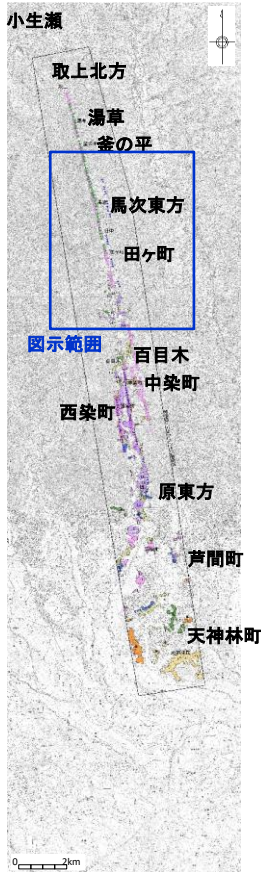 小生瀬
取上北方
湯草
釜の平
馬次東方
田ヶ町
図示範囲
百目木
中染町
西染町
原東方
芦間町
天神林町
0 2km